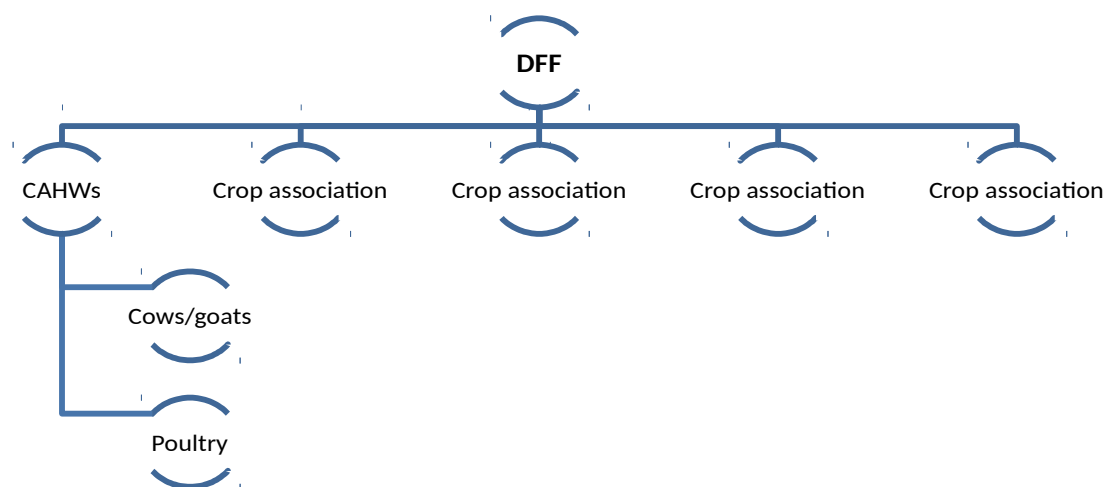 DFF
CAHWs
Crop association
Crop association
Crop association
Crop association
Cows/goats
Poultry